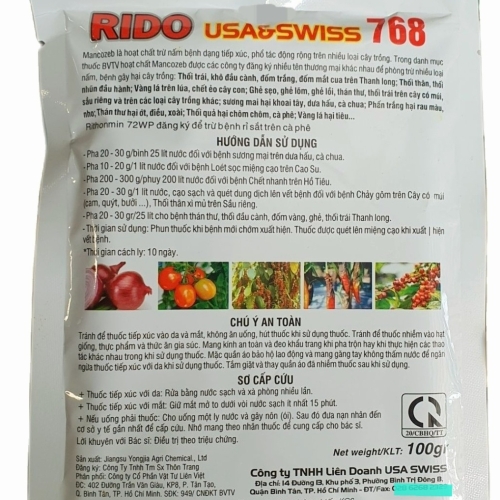 RIDO USA&SWISS 768
Mancozeb là hoạt chất trừ nấm bệnh dạng tiếp xúc, phổ tác động rộng trên nhiều loại cây trồng. Trong danh mục
thuốc BVTV hoạt chất Mancozeb được các công ty đăng ký nhiều tên thương mại khác nhau để phòng trừ nhiều loại
nấm, bệnh gây hại cây trồng: Thối trái, khô đầu cành, đốm trắng, đốm mắt cua trên Thanh long; Thối thân, thối
nhũn đầu hành; Vàng lá trên lúa, chết ẻo cây con; Ghẻ sẹo, ghẻ lõm, ghẻ lồi, thán thư, thối trái trên cây có múi,
sầu riêng và trên các loại cây trồng khác; sương mai hại khoai tây, dưa hấu, cà chua; Phấn trắng hại rau màu,
nho; Thán thư hại ớt, điều, xoài; Thối quả hại chôm chôm, cà phê; Vàng lá hại tiêu...
Rithonmin 72WP đăng ký để trừ bệnh rỉ sắt trên cà phê
HƯỚNG DẪN SỬ DỤNG
-Pha 20 - 30 g/bình 25 lít nước đối với bệnh sương mai trên dưa hấu, cà chua.
-Pha 10 - 20 g/1 lít nước đối với bệnh Loét sọc miệng cạo trên Cao Su.
-Pha 200 - 300 g/phuy 200 lít nước đối với bệnh Chết nhanh trên Hồ Tiêu.
-Pha 20 - 30 g/1 lít nước, cạo sạch và quét dung dịch lên vết bệnh đối với bệnh Chảy gôm trên Cây có múi
(cam, quýt, bưởi ...), Thối thân xì mủ trên Sầu riêng.
-Pha 20 - 30 gr/25 lít cho bệnh thán thư, thối đầu cành, đốm vàng, ghẻ, thối trái Thanh long.
-Thời gian sử dụng: Phun thuốc khi bệnh mới chớm xuất hiện. Thuốc được quét lên miệng cạo khi xuất hiện
vết bệnh.
*Thời gian cách ly: 10 ngày.
CHÚ Ý AN TOÀN
Tránh để thuốc tiếp xúc vào da và mắt, không ăn uống, hút thuốc khi sử dụng thuốc. Tránh để thuốc nhiễm vào hạt
giống, thực phẩm và thức ăn gia súc. Mang kính an toàn và đeo khẩu trang khi pha trộn hay khi thực hiện các thao
tác khác nhau trong khi sử dụng thuốc. Mặc quần áo bảo hộ lao động và mang găng tay không thấm nước để ngăn
ngừa thuốc tiếp xúc với da khi sử dụng thuốc. Tắm giặt và thay quần áo đã nhiễm thuốc sau khi sử dụng.
SƠ CẤP CỨU
+ Thuốc tiếp xúc với da: Rửa bằng nước sạch và xà phòng nhiều lần.
+ Thuốc tiếp xúc với mắt: Giữ mắt mở to dưới vòi nước sạch ít nhất 15 phút.
+ Nếu uống phải thuốc: Cho uống một ly nước và gây nôn (ói). Sau đó đưa nạn nhân đến
cơ sở y tế gần nhất để cấp cứu. Nhớ mang theo nhãn thuốc để cung cấp cho bác sĩ.
Lời khuyên với Bác sĩ: Điều trị theo triệu chứng.
20/CBHQ/TT
Net weight/KLT: 100gr
Sản xuất: Jiangsu Yongjia Agri Chemical., Ltd
Đăng ký: Công Ty Tnhh Tm Sx Thôn Trang
Phân phối: Công ty Cổ Phần Vật Tư Liên Việt
ĐC: 402 Đường Trần Văn Giàu, KP8, P. Tân Tạo,
Q. Bình Tân, TP. Hồ Chí Minh. SĐK: 949/ CNĐKT BVTV
Công ty TNHH Liên Doanh USA SWISS
Địa chỉ: 14 Đường 13, Khu phố 3, Phường Bình Trị Đông B.
Quận Bình Tân, TP. Hồ Chí Minh - ĐT/Fax: